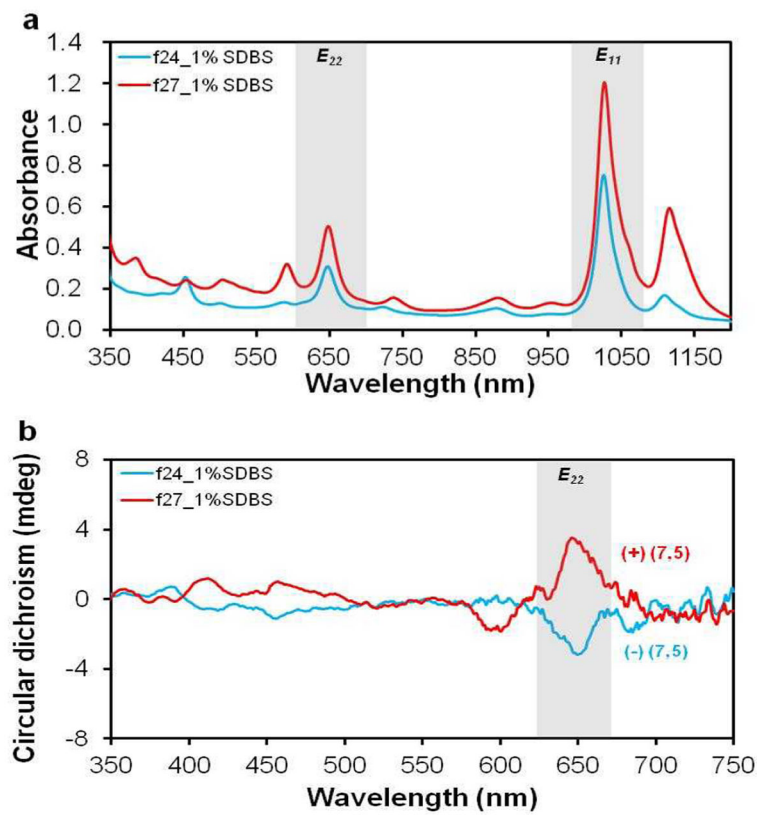 a
1.4
1.2
1.0
0.8
0.6
0.4
0.2
0.0
Absorbance
f24_1% SDBS
f27_1% SDBS
E22
E11
350 450 550 650 750 850 950 1050 1150
Wavelength (nm)
b
8
4
0
-4
-8
Circular dichroism (mdeg)
f24_1%SDBS
f27_1%SDBS
E22
(+) (7,5)
(-) (7,5)
350 400 450 500 550 600 650 700 750
Wavelength (nm)